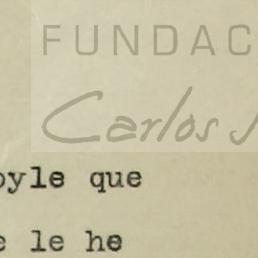 FUNDAC
Carlos J
oyle que
e le he